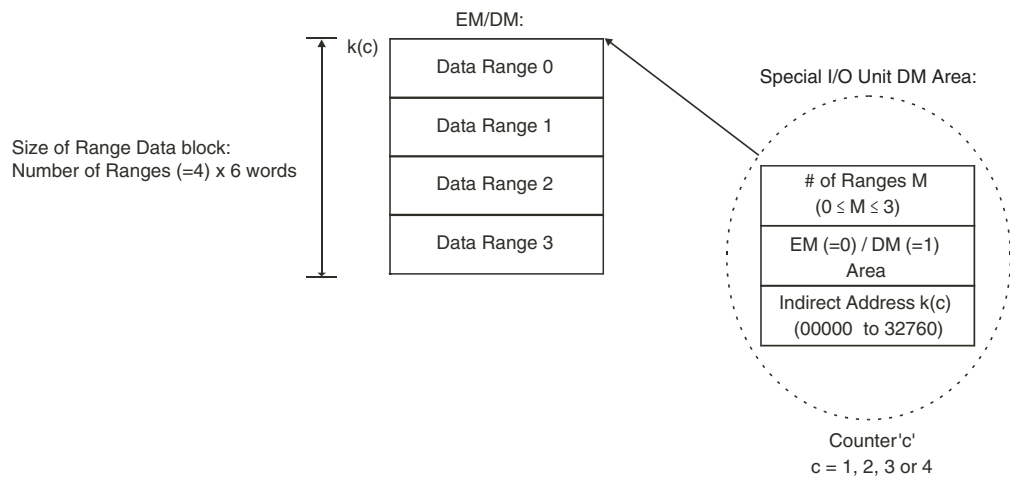 EM/DM:
k(c)
Data Range 0
Data Range 1
Data Range 2
Data Range 3
Size of Range Data block:
Number of Ranges (=4) x 6 words
Special I/O Unit DM Area:
# of Ranges M
(0 ≤ M ≤ 3)
EM (=0) / DM (=1)
Area
Indirect Address k(c)
(00000 to 32760)
Counter'c'
c = 1, 2, 3 or 4